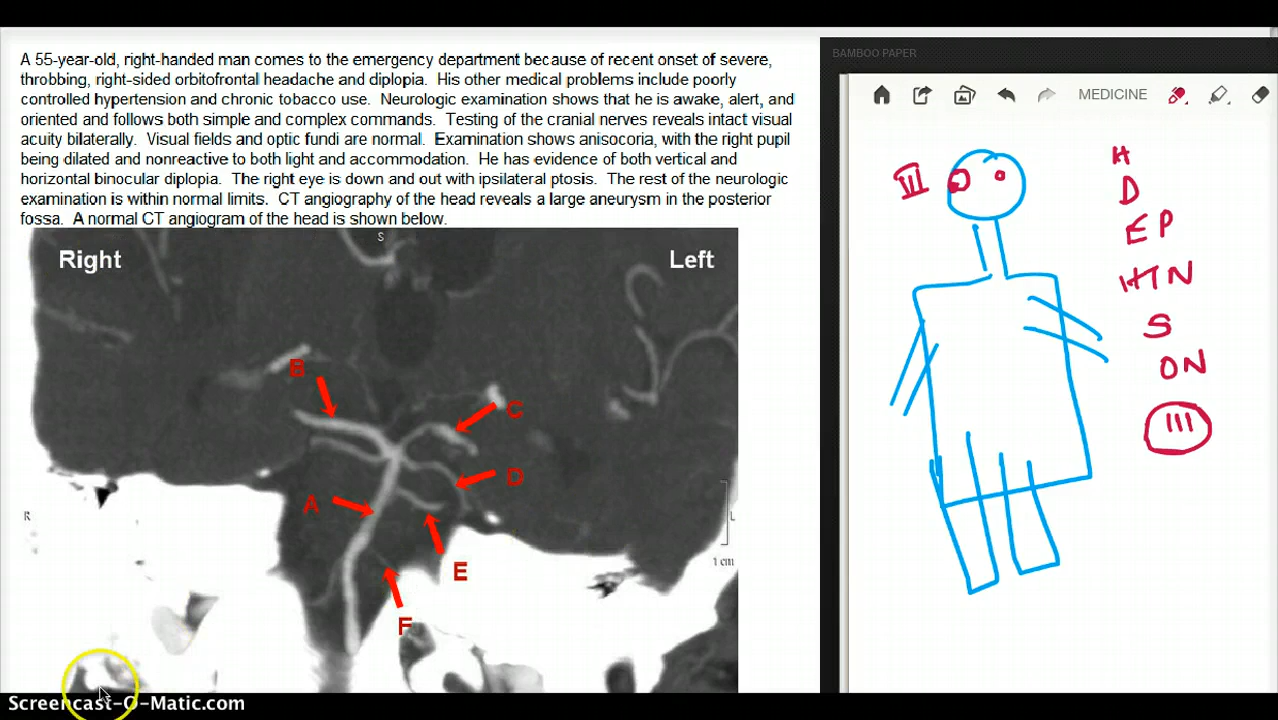 A 55-year-old, right-handed man comes to the emergency department because of recent onset of severe,
throbbing, right-sided orbitofrontal headache and diplopia. His other medical problems include poorly
controlled hypertension and chronic tobacco use. Neurologic examination shows that he is awake, alert, and
oriented and follows both simple and complex commands. Testing of the cranial nerves reveals intact visual
acuity bilaterally. Visual fields and optic fundi are normal. Examination shows anisocoria, with the right pupil
being dilated and nonreactive to both light and accommodation. He has evidence of both vertical and
horizontal binocular diplopia. The right eye is down and out with ipsilateral ptosis. The rest of the neurologic
examination is within normal limits. CT angiography of the head reveals a large aneurysm in the posterior
fossa. A normal CT angiogram of the head is shown below.
Right
S
Left
B
C
D
A
E
F
R
L
1 cm
Screencast-O-Matic.com
BAMBOO PAPER
MEDICINE
III
H
D
E P
HTN
S
ON
III